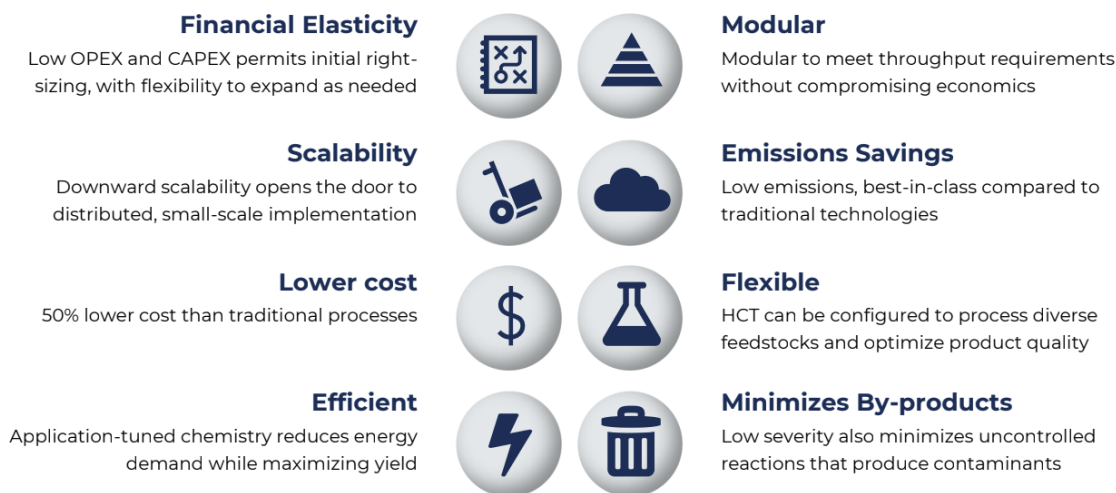 Financial Elasticity
Low OPEX and CAPEX permits initial right-
sizing, with flexibility to expand as needed
Modular
Modular to meet throughput requirements
without compromising economics
Scalability
Downward scalability opens the door to
distributed, small-scale implementation
Emissions Savings
Low emissions, best-in-class compared to
traditional technologies
Lower cost
50% lower cost than traditional processes
Flexible
HCT can be configured to process diverse
feedstocks and optimize product quality
Efficient
Application-tuned chemistry reduces energy
demand while maximizing yield
Minimizes By-products
Low severity also minimizes uncontrolled
reactions that produce contaminants